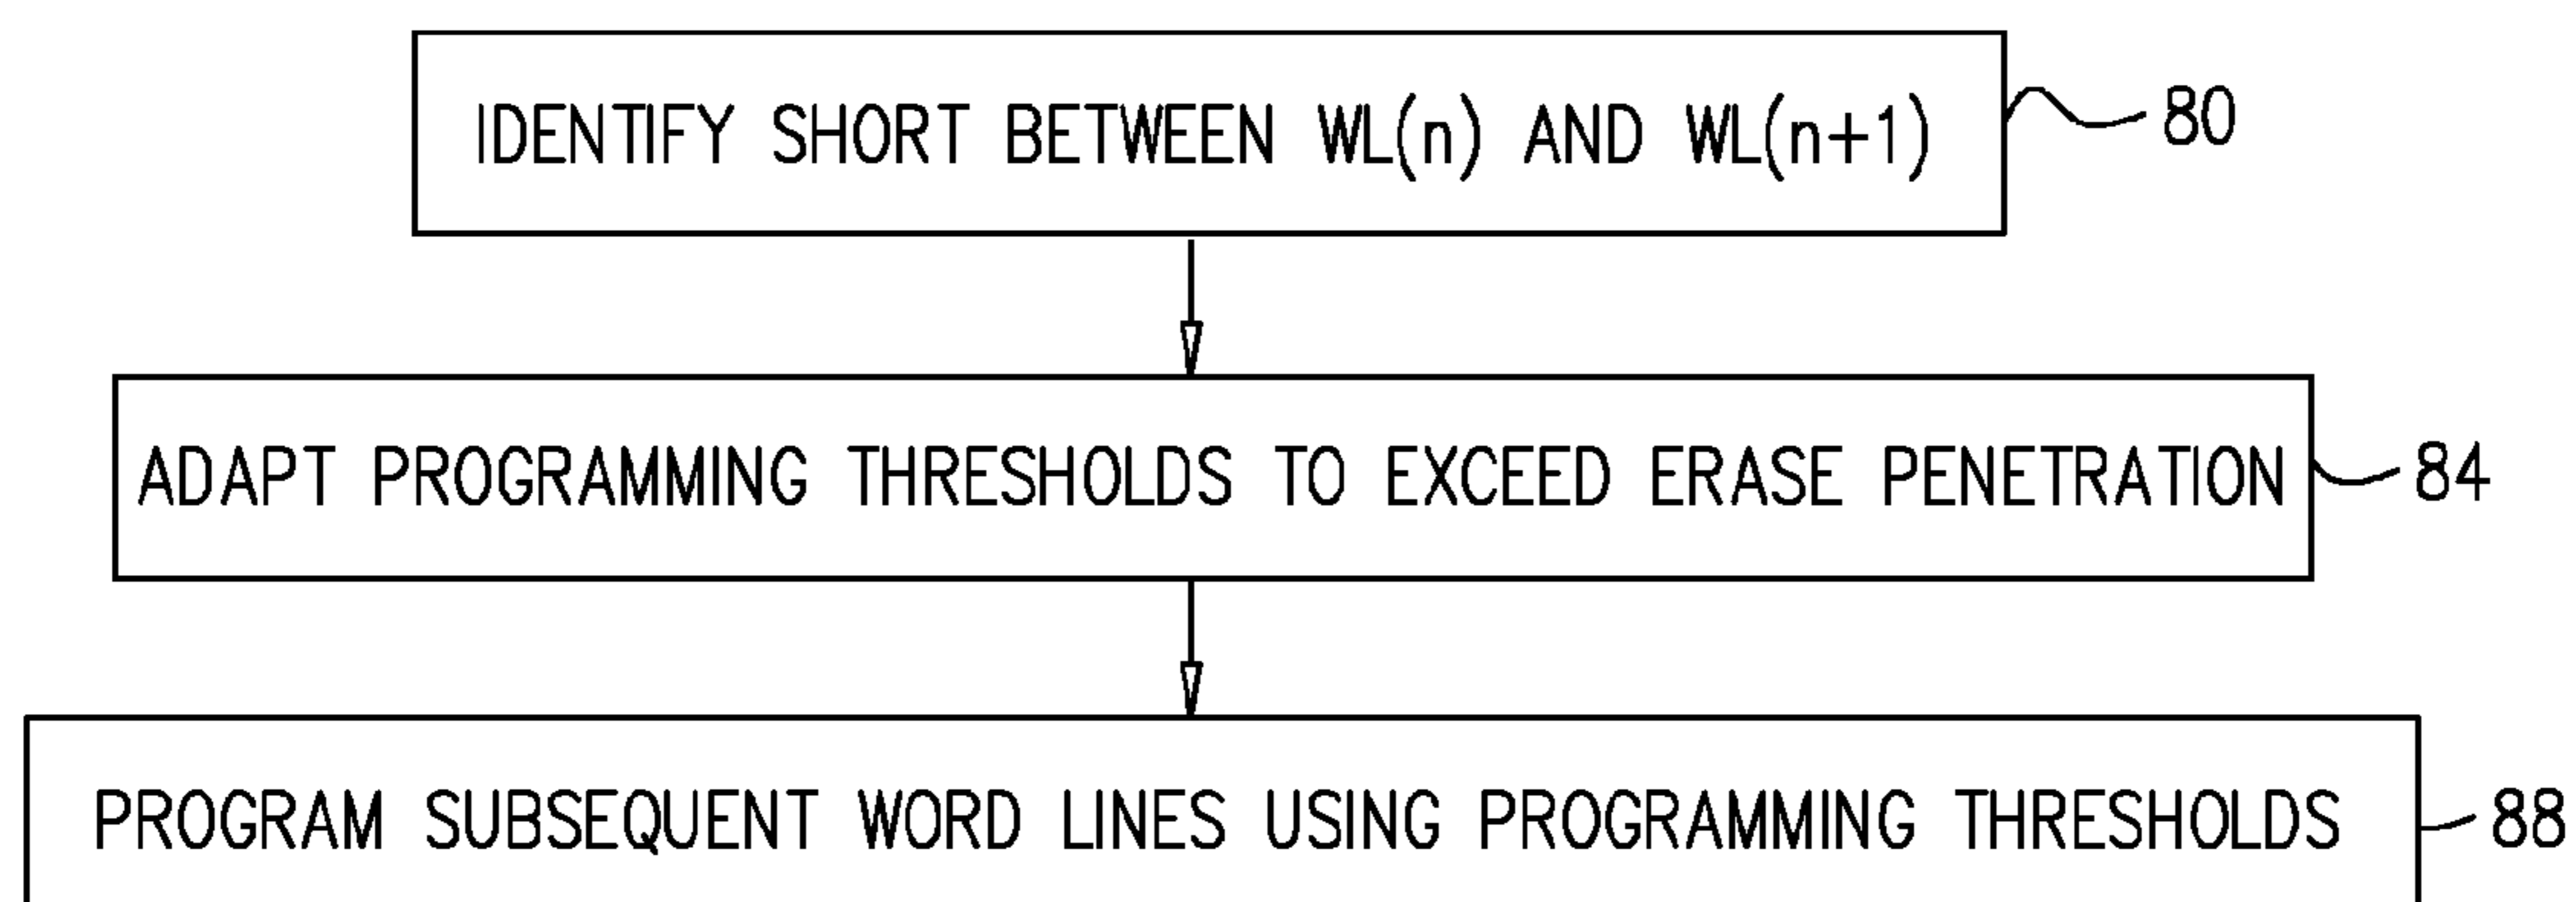 IDENTIFY SHORT BETWEEN WL(n) AND WL(n+1)
80
ADAPT PROGRAMMING THRESHOLDS TO EXCEED ERASE PENETRATION
84
PROGRAM SUBSEQUENT WORD LINES USING PROGRAMMING THRESHOLDS
88